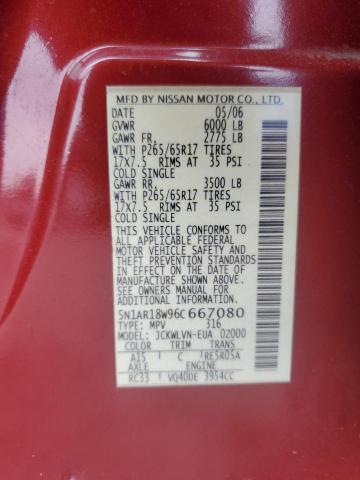 MFD BY NISSAN MOTOR CO., LTD.
DATE 05/06
GVWR 6000 LB
GAWR FR. 2775 LB
WITH P265/65R17 TIRES
17X7.5 RIMS AT 35 PSI
COLD SINGLE
GAWR RR. 3500 LB
WITH P265/65R17 TIRES
17X7.5 RIMS AT 35 PSI
COLD SINGLE
THIS VEHICLE CONFORMS TO
ALL APPLICABLE FEDERAL
MOTOR VEHICLE SAFETY
AND THEFT PREVENTION
STANDARDS IN EFFECT ON
THE DATE OF MANUFACTURE
SEE OWNERS MANUAL FOR
ADDITIONAL INFORMATION.
5N1AR18W96C667080
TYPE: MPV 316
MODEL: JCKWLVN-EUA 02000
COLOR TRIM TRANS
A15 C RE5R05A
AXLE ENGINE
RC33 VQ40DE 3954CC